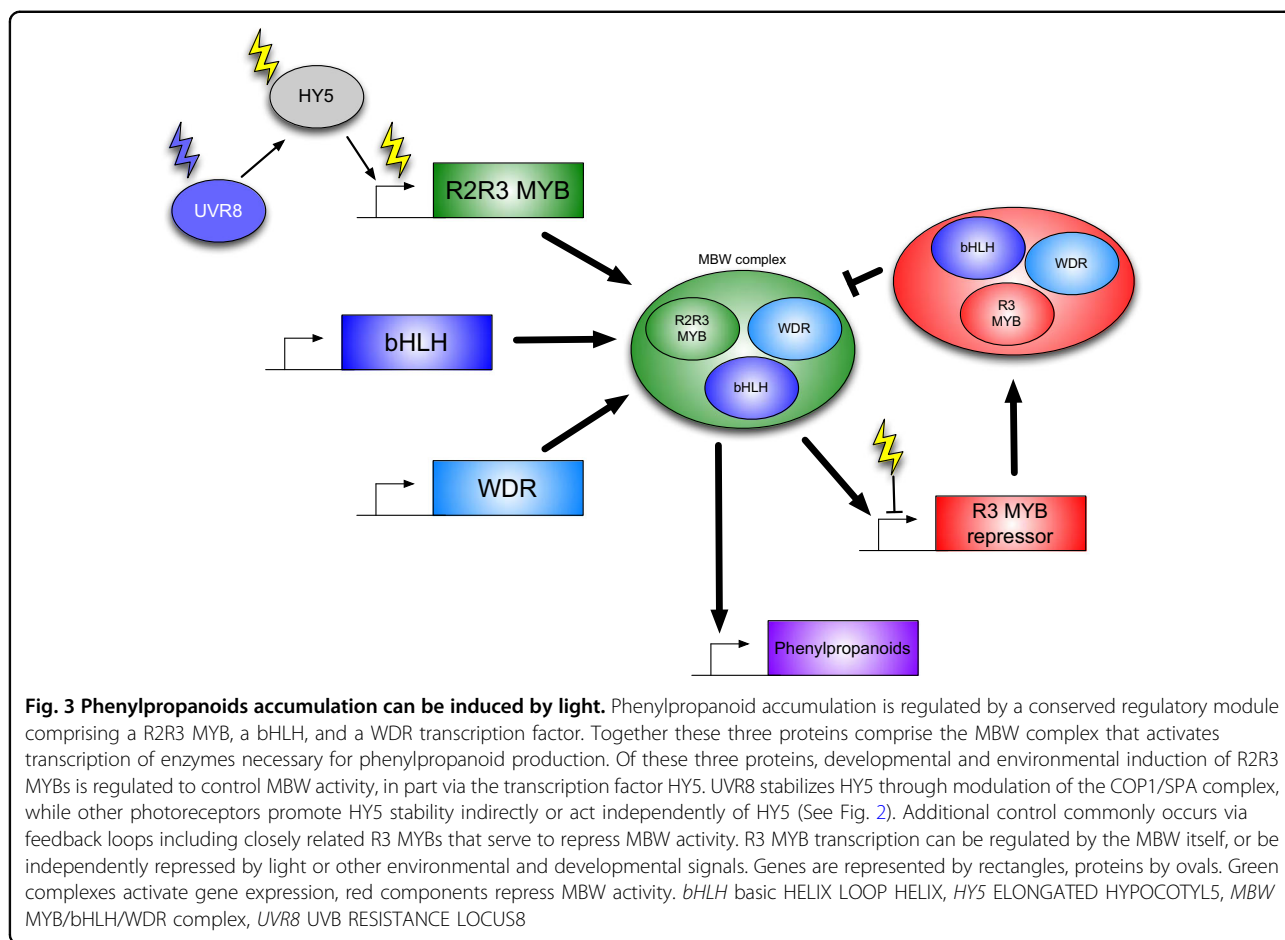 HY5
UVR8
R2R3 MYB
bHLH
WDR
MBW complex
R2R3
MYB
WDR
bHLH
bHLH
WDR
R3
MYB
R3 MYB
repressor
Phenylpropanoids
Fig. 3 Phenylpropanoids accumulation can be induced by light. Phenylpropanoid accumulation is regulated by a conserved regulatory module
comprising a R2R3 MYB, a bHLH, and a WDR transcription factor. Together these three proteins comprise the MBW complex that activates
transcription of enzymes necessary for phenylpropanoid production. Of these three proteins, developmental and environmental induction of R2R3
MYBs is regulated to control MBW activity, in part via the transcription factor HY5. UVR8 stabilizes HY5 through modulation of the COP1/SPA complex,
while other photoreceptors promote HY5 stability indirectly or act independently of HY5 (See Fig. 2). Additional control commonly occurs via
feedback loops including closely related R3 MYBs that serve to repress MBW activity. R3 MYB transcription can be regulated by the MBW itself, or be
independently repressed by light or other environmental and developmental signals. Genes are represented by rectangles, proteins by ovals. Green
complexes activate gene expression, red components repress MBW activity. bHLH basic HELIX LOOP HELIX, HY5 ELONGATED HYPOCOTYL5, MBW
MYB/bHLH/WDR complex, UVR8 UVB RESISTANCE LOCUS8